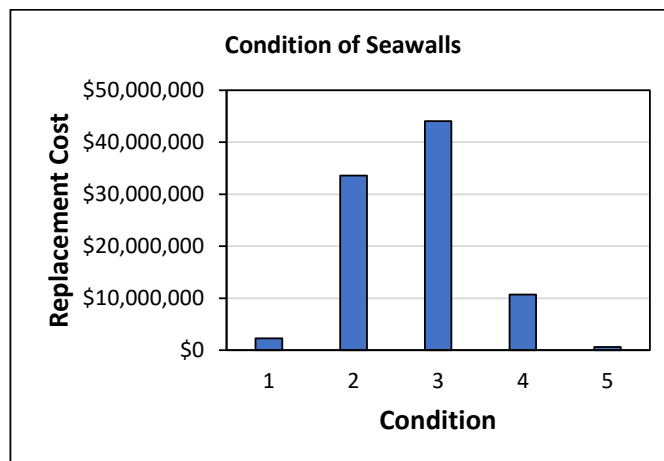 Condition of Seawalls
$50,000,000
$40,000,000
$30,000,000
$20,000,000
$10,000,000
$0
Replacement Cost
1 2 3 4 5
Condition